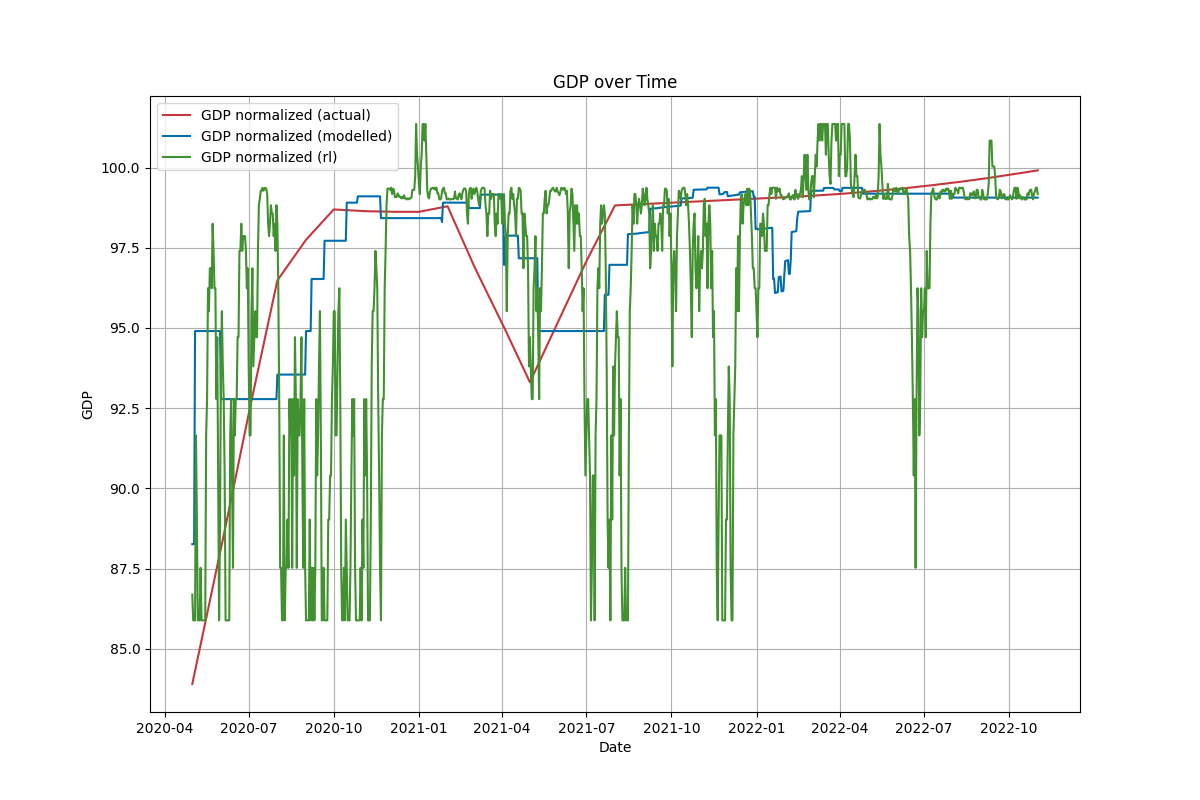 GDP over Time
GDP normalized (actual)
GDP normalized (modelled)
GDP normalized (rl)
GDP
100.0
97.5
95.0
92.5
90.0
87.5
85.0
2020-04 2020-07 2020-10 2021-01 2021-04 2021-07 2021-10 2022-01 2022-04 2022-07 2022-10
Date